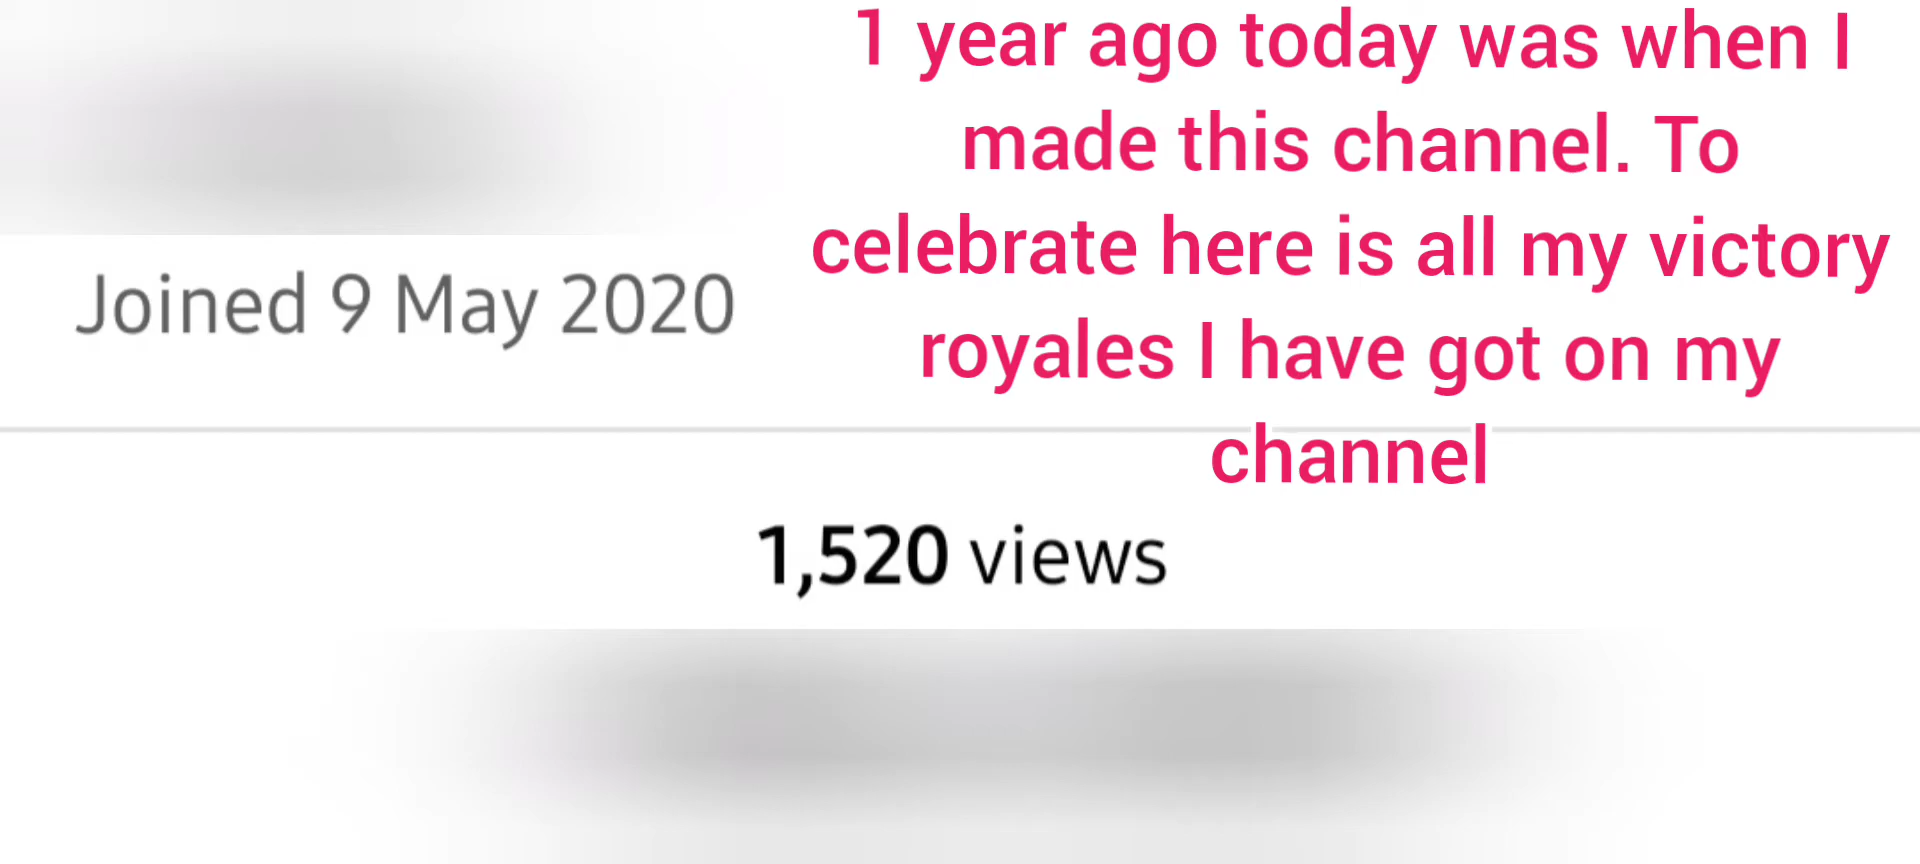 1 year ago today was when I
made this channel. To
celebrate here is all my victory
royales I have got on my
channel
Joined 9 May 2020
1,520 views